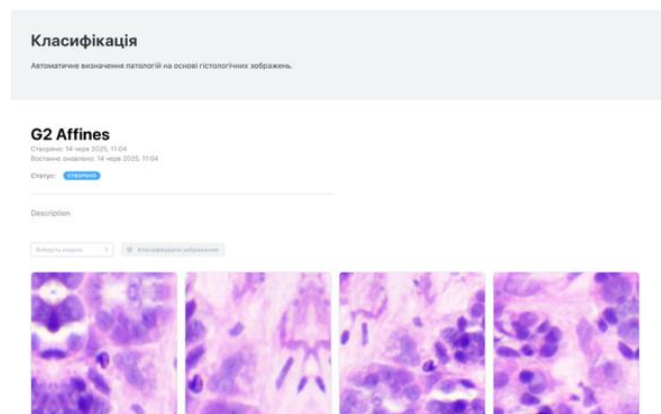 Класифікація
Автоматичне визначення патологій на основі гістологічних зображень.
G2 Affines
Створено: 14 черв 2025, 11:04
Востаннє оновлено: 14 черв 2025, 11:04
Статус: СТВОРЕНО
Description
Виберіть модель Класифікувати зображення